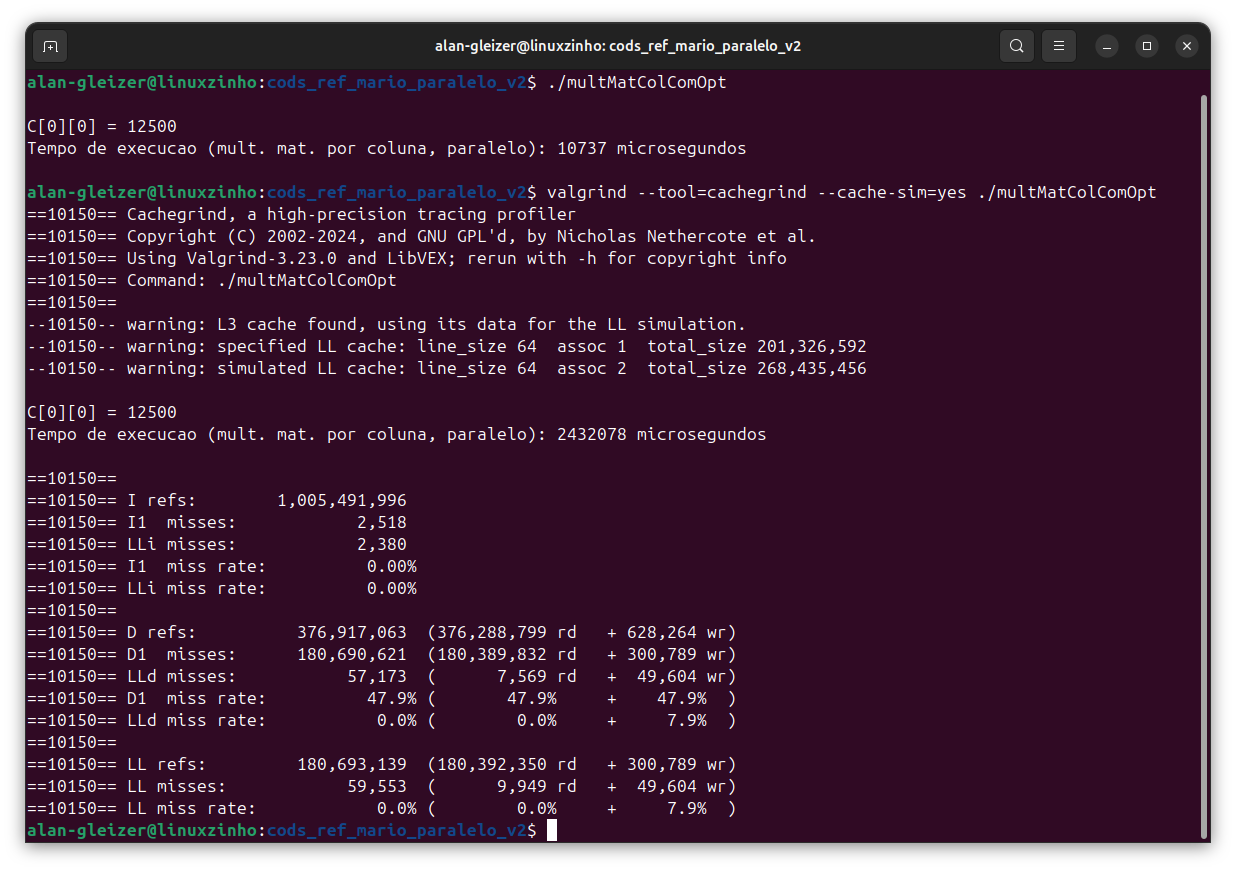 alan-gleizer@linuxzinho: cods_ref_mario_paralelo_v2
alan-gleizer@linuxzinho:cods_ref_mario_paralelo_v2$ ./multMatColComOpt
C[0][0] = 12500
Tempo de execucao (mult. mat. por coluna, paralelo): 10737 microsegundos
alan-gleizer@linuxzinho:cods_ref_mario_paralelo_v2$ valgrind --tool=cachegrind --cache-sim=yes ./multMatColComOpt
==10150== Cachegrind, a high-precision tracing profiler
==10150== Copyright (C) 2002-2024, and GNU GPL'd, by Nicholas Nethercote et al.
==10150== Using Valgrind-3.23.0 and LibVEX; rerun with -h for copyright info
==10150== Command: ./multMatColComOpt
==10150==
--10150-- warning: L3 cache found, using its data for the LL simulation.
--10150-- warning: specified LL cache: line_size 64  assoc 1  total_size 201,326,592
--10150-- warning: simulated LL cache: line_size 64  assoc 2  total_size 268,435,456
C[0][0] = 12500
Tempo de execucao (mult. mat. por coluna, paralelo): 2432078 microsegundos
==10150==
==10150== I refs:        1,005,491,996
==10150== I1  misses:            2,518
==10150== LLi misses:            2,380
==10150== I1  miss rate:          0.00%
==10150== LLi miss rate:          0.00%
==10150==
==10150== D refs:          376,917,063  (376,288,799 rd   + 628,264 wr)
==10150== D1  misses:      180,690,621  (180,389,832 rd   + 300,789 wr)
==10150== LLd misses:           57,173  (      7,569 rd   +  49,604 wr)
==10150== D1  miss rate:          47.9% (       47.9%     +    47.9%  )
==10150== LLd miss rate:           0.0% (        0.0%     +     7.9%  )
==10150==
==10150== LL refs:         180,693,139  (180,392,350 rd   + 300,789 wr)
==10150== LL misses:            59,553  (      9,949 rd   +  49,604 wr)
==10150== LL miss rate:            0.0% (        0.0%     +     7.9%  )
alan-gleizer@linuxzinho:cods_ref_mario_paralelo_v2$